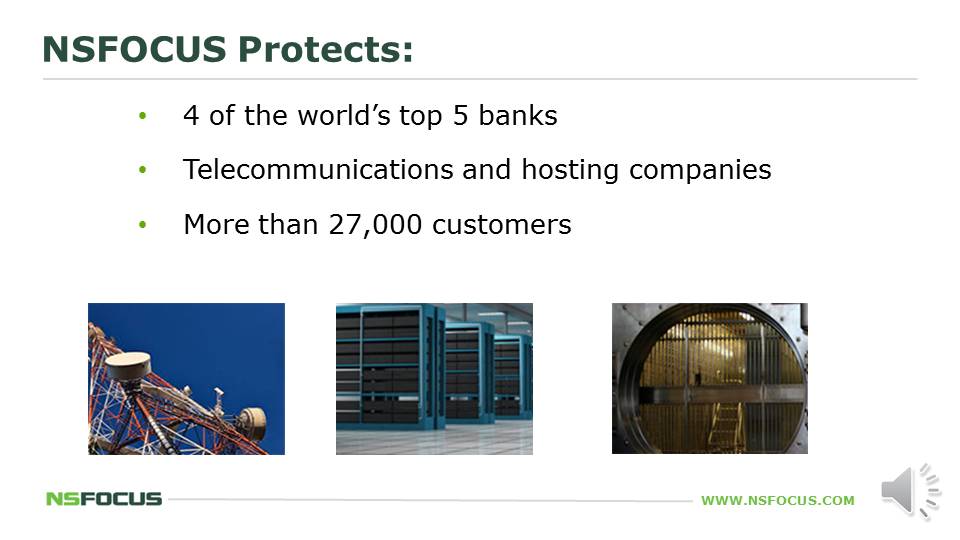 NSFOCUS Protects:
• 4 of the world’s top 5 banks
• Telecommunications and hosting companies
• More than 27,000 customers
NSFOCUS
WWW.NSFOCUS.COM